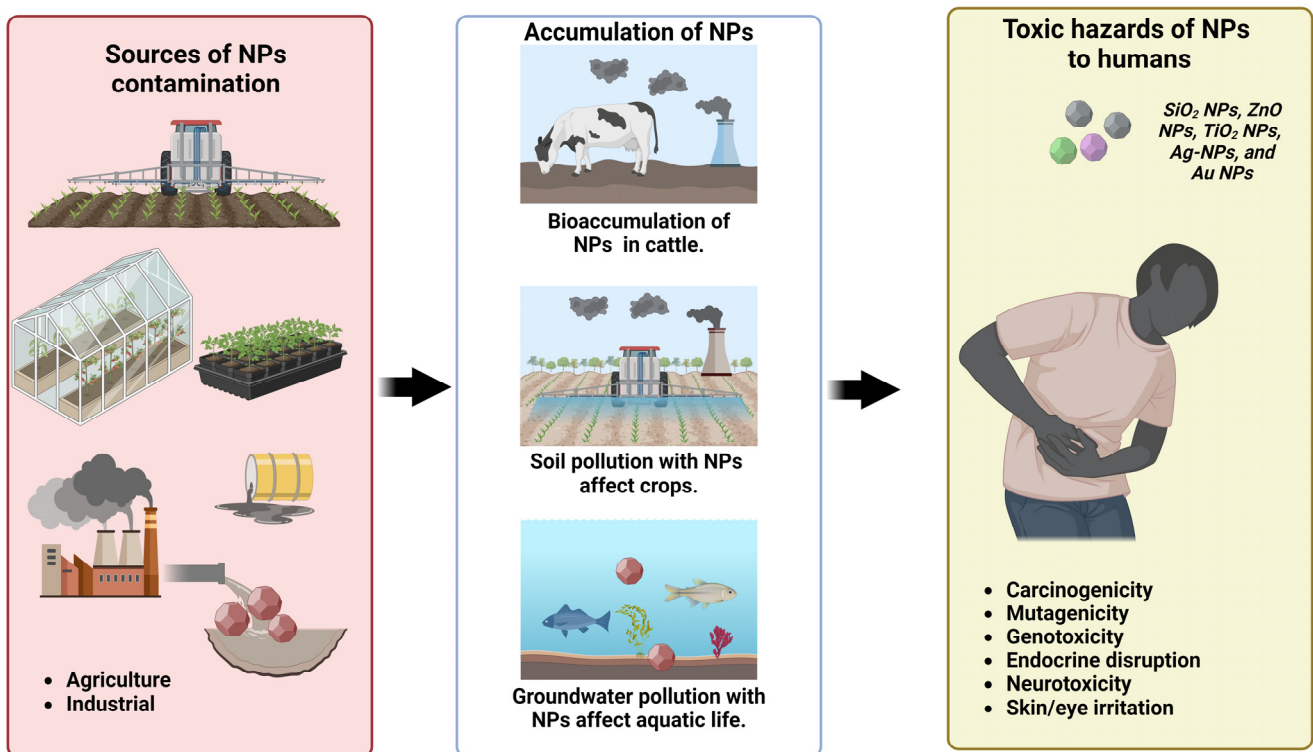 Sources of NPs
contamination
• Agriculture
• Industrial
Accumulation of NPs
Bioaccumulation of
NPs in cattle.
Soil pollution with NPs
affect crops.
Groundwater pollution with
NPs affect aquatic life.
Toxic hazards of NPs
to humans
SiO₂ NPs, ZnO
NPs, TiO₂ NPs,
Ag-NPs, and
Au NPs
• Carcinogenicity
• Mutagenicity
• Genotoxicity
• Endocrine disruption
• Neurotoxicity
• Skin/eye irritation